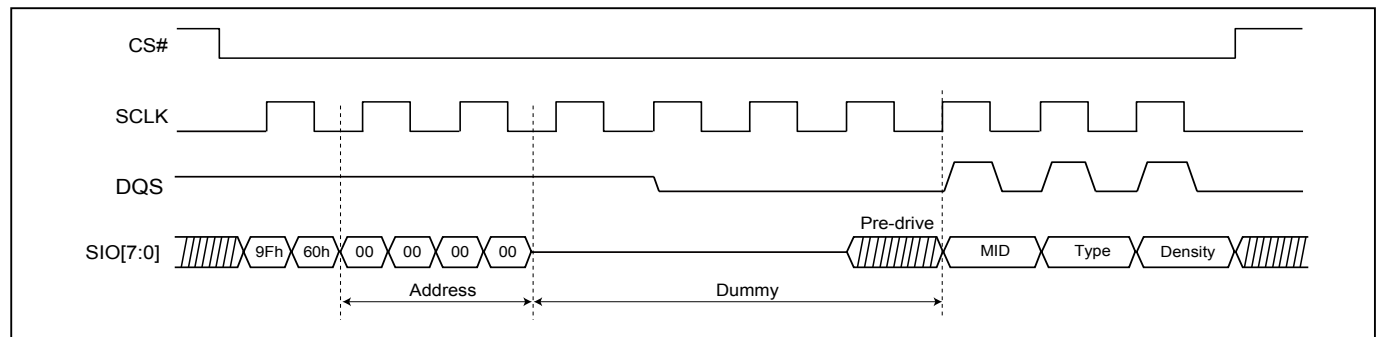 CS#
SCLK
DQS
Pre-drive
SIO[7:0] 9Fh 60h 00 00 00 00 MID Type Density
Address Dummy